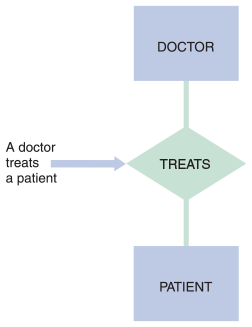 DOCTOR
A doctor
treats
a patient
TREATS
PATIENT